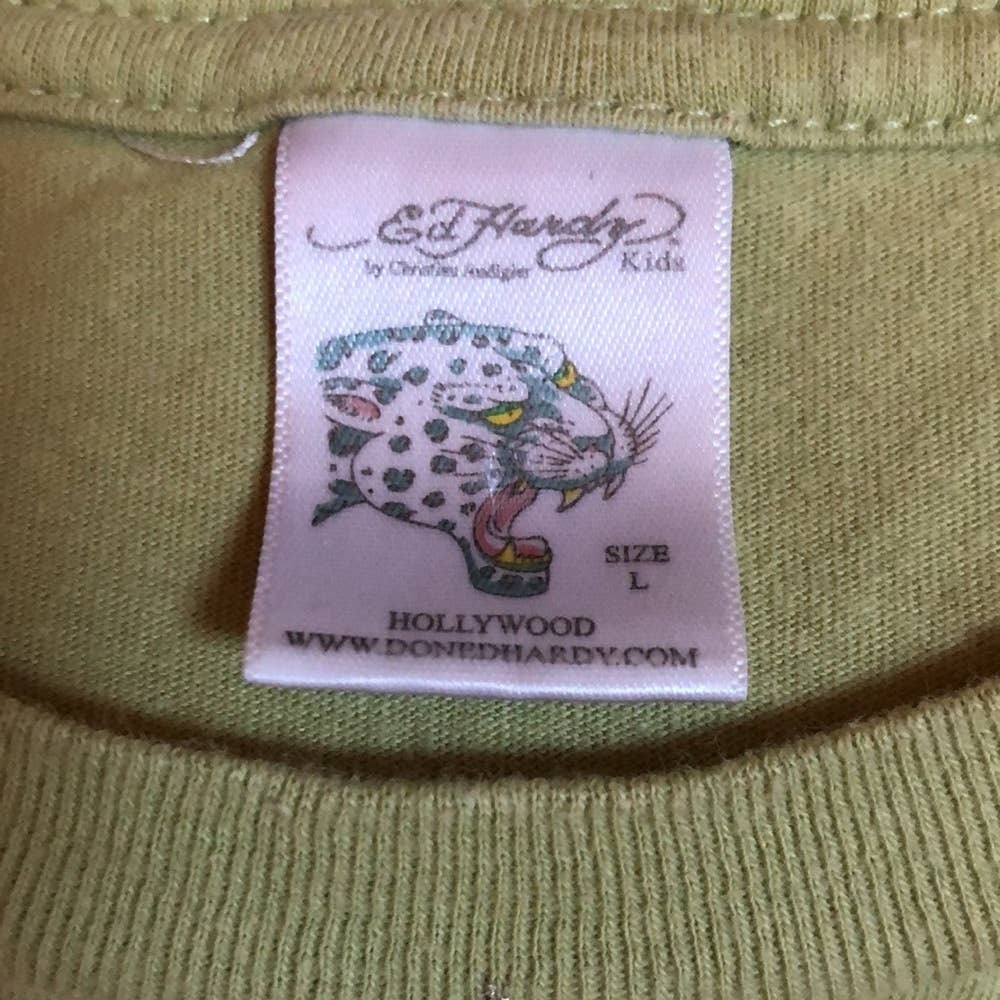 Ed Hardy
Kids
by Christian Audigier
SIZE
L
HOLLYWOOD
WWW.DONEDHARDY.COM